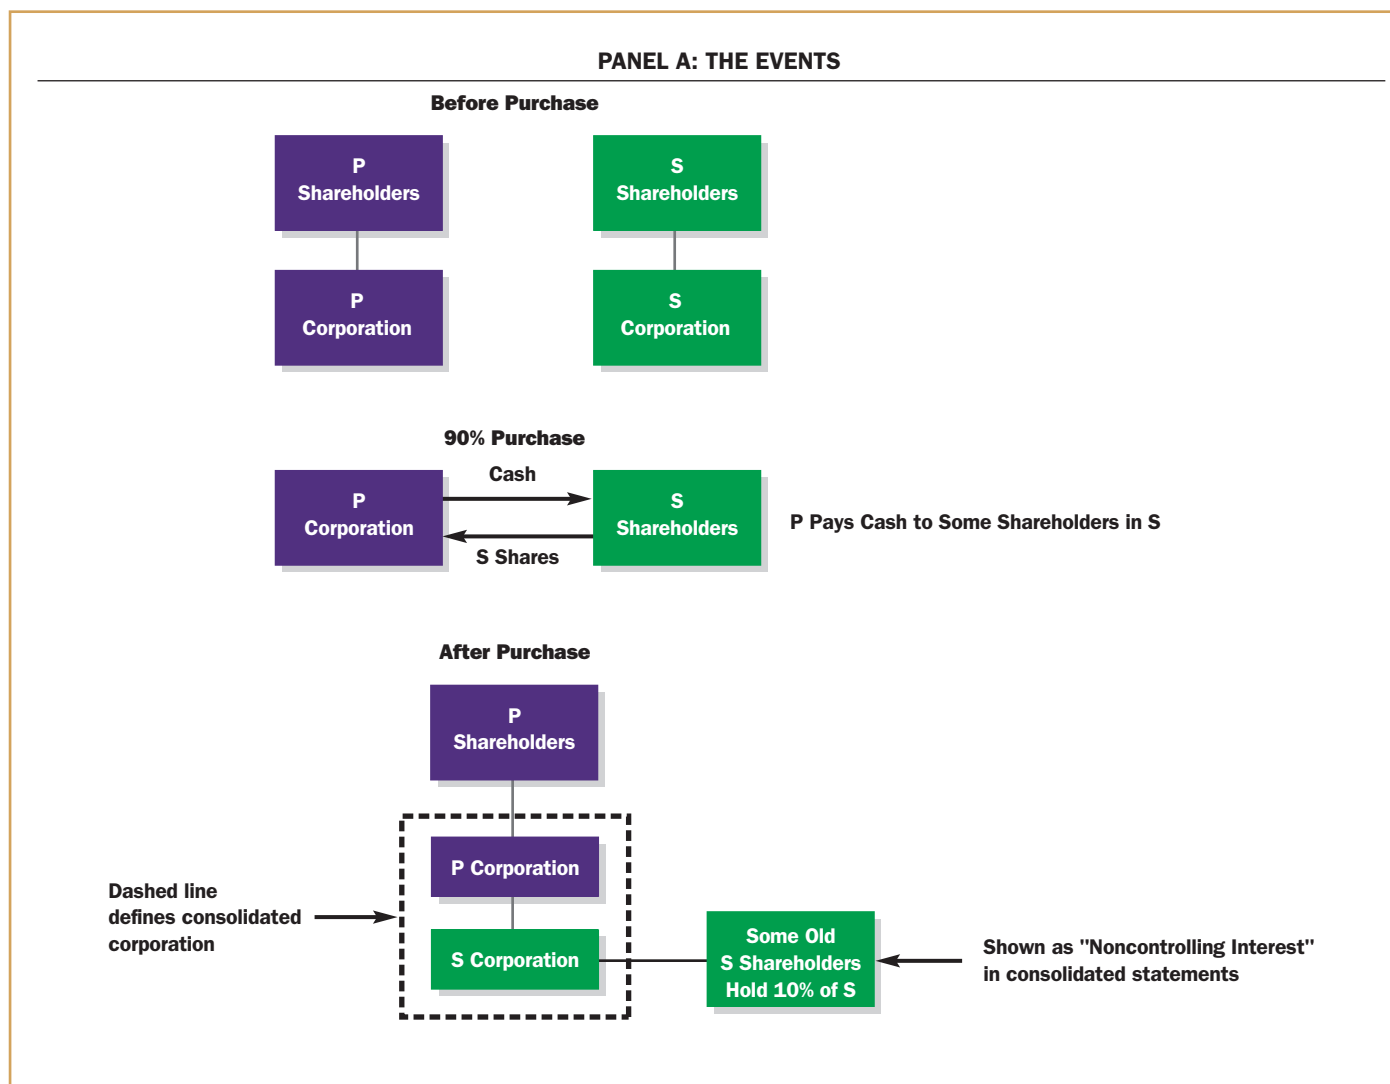 PANEL A: THE EVENTS
Before Purchase
P
Shareholders
S
Shareholders
P
Corporation
S
Corporation
90% Purchase
P
Corporation
Cash
S Shares
S
Shareholders
P Pays Cash to Some Shareholders in S
After Purchase
P
Shareholders
P Corporation
S Corporation
Dashed line
defines consolidated
corporation
Some Old
S Shareholders
Hold 10% of S
Shown as "Noncontrolling Interest"
in consolidated statements